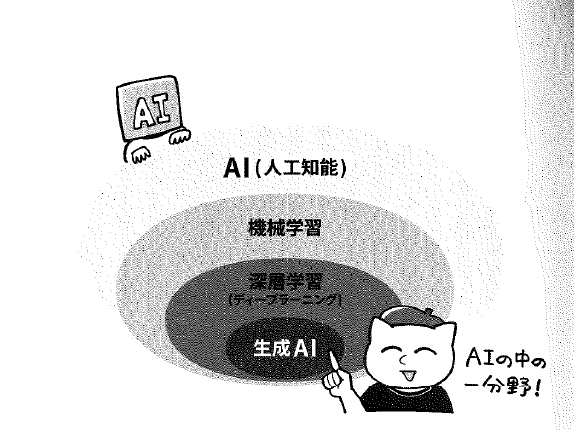 AI
AI(人工知能)
機械学習
深層学習
(ディープラーニング)
生成AI
AIの中の
一分野!